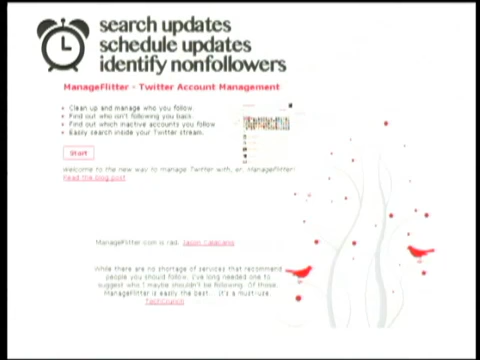 search updates
schedule updates
identify nonfollowers
ManageFlitter - Twitter Account Management
Clean up and manage who you follow.
Find out who isn't following you back.
Find out which inactive accounts you follow
Easily search inside your Twitter stream.
Start
Welcome to the new way to manage Twitter with, er, ManageFlitter!
Read the blog post.
ManageFlitter.com is rad. Jason Calacanis
While there are no shortage of services that recommend
people you should follow, I've long needed one to
suggest who I maybe shouldn't be following. Of those,
ManageFlitter is easily the best... it's a must-use.
TechCrunch